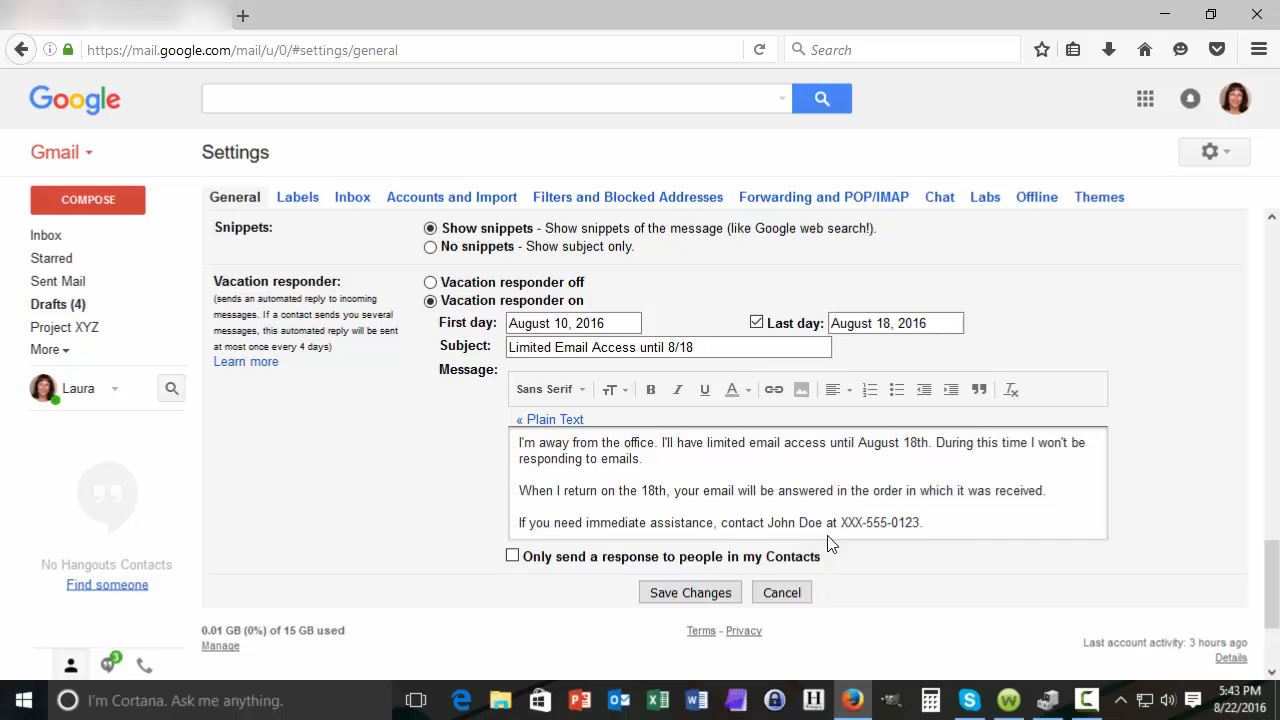 https://mail.google.com/mail/u/0/#settings/general
Search
Google
Gmail
Settings
COMPOSE
General Labels Inbox Accounts and Import Filters and Blocked Addresses Forwarding and POP/IMAP Chat Labs Offline Themes
Inbox
Starred
Sent Mail
Drafts (4)
Project XYZ
More
Laura
No Hangouts Contacts
Find someone
3
Snippets:
Show snippets - Show snippets of the message (like Google web search!).
No snippets - Show subject only.
Vacation responder:
(sends an automated reply to incoming
messages. If a contact sends you several
messages, this automated reply will be sent
at most once every 4 days)
Learn more
Vacation responder off
Vacation responder on
First day: August 10, 2016 Last day: August 18, 2016
Subject: Limited Email Access until 8/18
Message:
Sans Serif
« Plain Text
I'm away from the office. I'll have limited email access until August 18th. During this time I won't be
responding to emails.
When I return on the 18th, your email will be answered in the order in which it was received.
If you need immediate assistance, contact John Doe at XXX-555-0123.
Only send a response to people in my Contacts
Save Changes Cancel
0.01 GB (0%) of 15 GB used
Manage
Terms - Privacy
Last account activity: 3 hours ago
Details
I'm Cortana. Ask me anything.
5:43 PM
8/22/2016